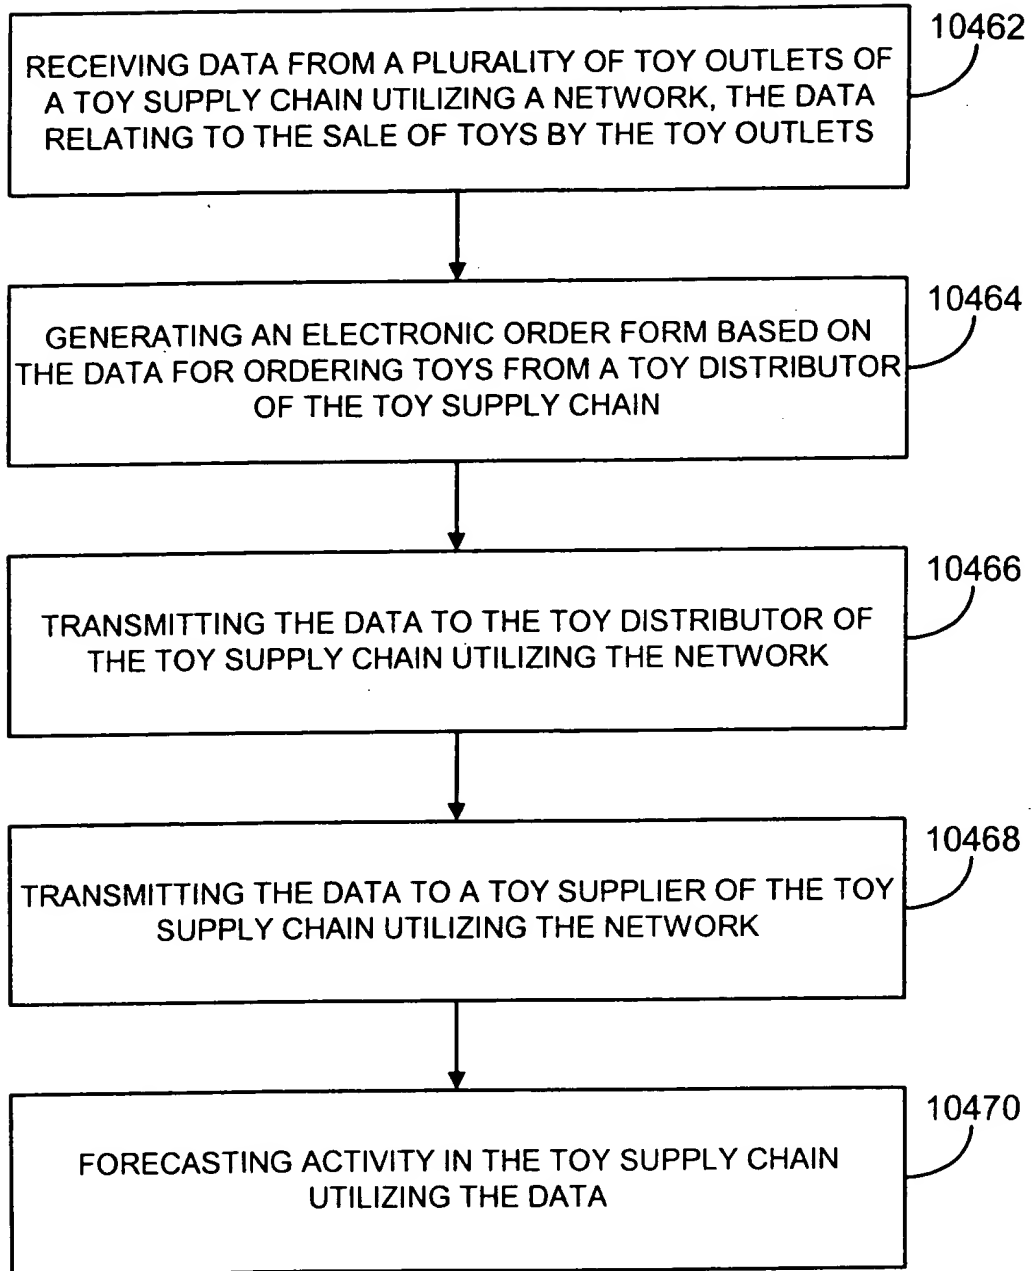 10462
RECEIVING DATA FROM A PLURALITY OF TOY OUTLETS OF
A TOY SUPPLY CHAIN UTILIZING A NETWORK, THE DATA
RELATING TO THE SALE OF TOYS BY THE TOY OUTLETS
10464
GENERATING AN ELECTRONIC ORDER FORM BASED ON
THE DATA FOR ORDERING TOYS FROM A TOY DISTRIBUTOR
OF THE TOY SUPPLY CHAIN
10466
TRANSMITTING THE DATA TO THE TOY DISTRIBUTOR OF
THE TOY SUPPLY CHAIN UTILIZING THE NETWORK
10468
TRANSMITTING THE DATA TO A TOY SUPPLIER OF THE TOY
SUPPLY CHAIN UTILIZING THE NETWORK
10470
FORECASTING ACTIVITY IN THE TOY SUPPLY CHAIN
UTILIZING THE DATA